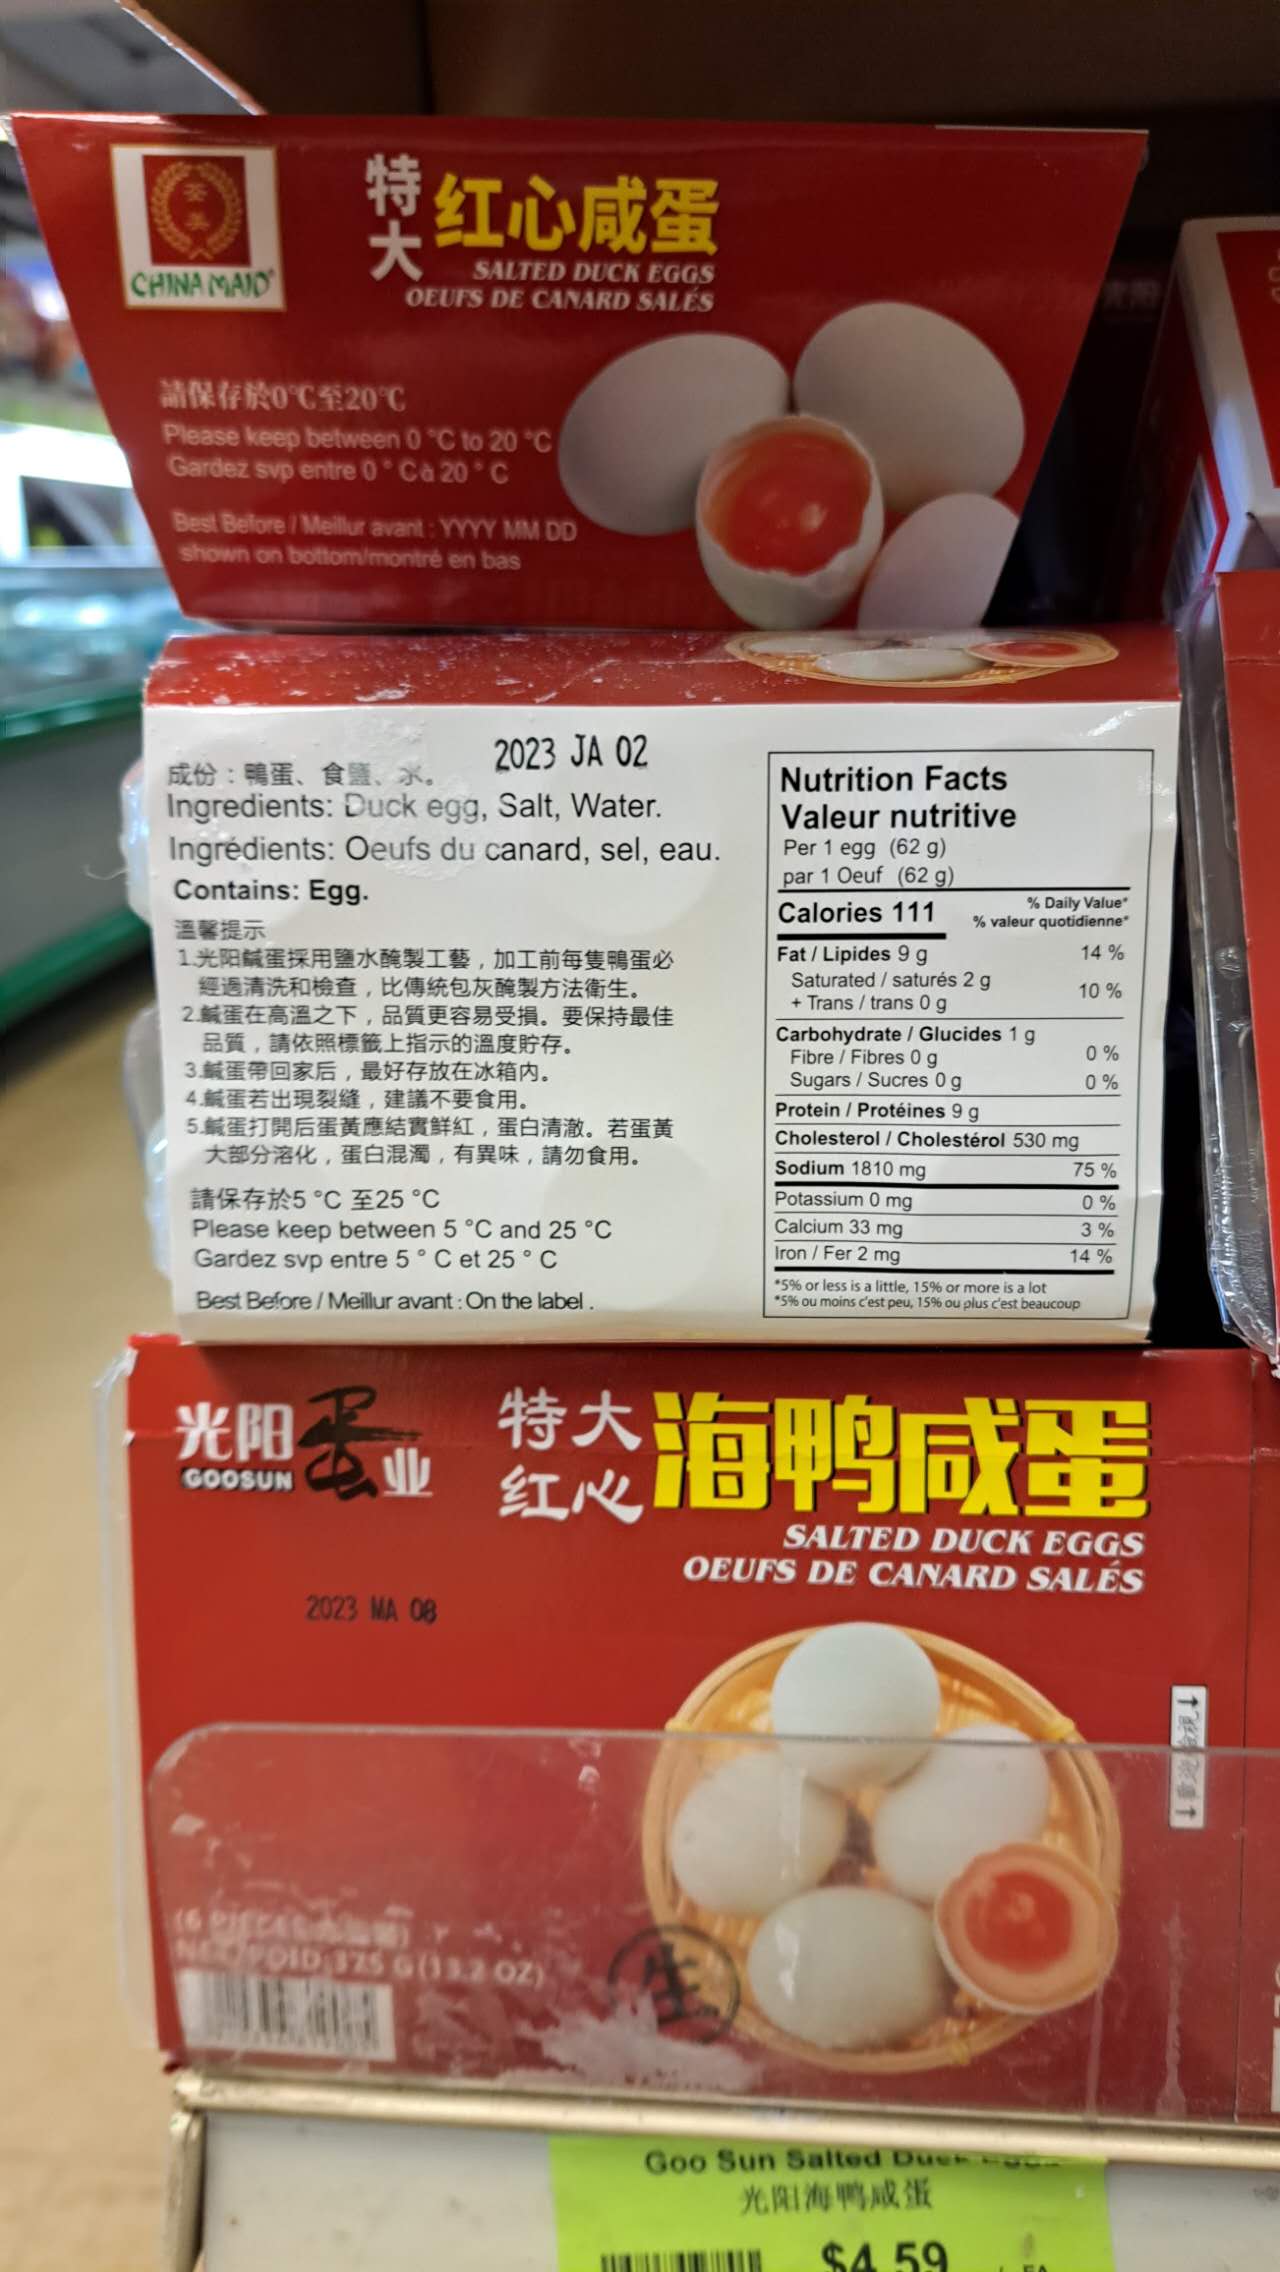 CHINA MAID
特大
红心咸蛋
SALTED DUCK EGGS
OEUFS DE CANARD SALÉS
請保存於0℃至20℃
Please keep between 0 °C to 20 °C
Gardez svp entre 0 ° C à 20 ° C
Best Before / Meillur avant : YYYY MM DD
shown on bottom/montré en bas
2023 JA 02
成份：鴨蛋、食鹽、水。
Ingredients: Duck egg, Salt, Water.
Ingrédients: Oeufs du canard, sel, eau.
Contains: Egg.
溫馨提示
1.光阳鹹蛋採用鹽水醃製工藝，加工前每隻鴨蛋必
經過清洗和檢查，比傳統包灰醃製方法衛生。
2.鹹蛋在高溫之下，品質更容易受損。要保持最佳
品質，請依照標籤上指示的溫度貯存。
3.鹹蛋帶回家后，最好存放在冰箱内。
4.鹹蛋若出現裂縫，建議不要食用。
5.鹹蛋打開后蛋黃應結實鮮紅，蛋白清澈。若蛋黃
大部分溶化，蛋白混濁，有異味，請勿食用。
請保存於5 °C 至25 °C
Please keep between 5 °C and 25 °C
Gardez svp entre 5 ° C et 25 ° C
Best Before / Meillur avant : On the label .
Nutrition Facts
Valeur nutritive
Per 1 egg (62 g)
par 1 Oeuf (62 g)
Calories 111
% Daily Value*
% valeur quotidienne*
Fat / Lipides 9 g 14 %
Saturated / saturés 2 g
+ Trans / trans 0 g 10 %
Carbohydrate / Glucides 1 g
Fibre / Fibres 0 g 0 %
Sugars / Sucres 0 g 0 %
Protein / Protéines 9 g
Cholesterol / Cholestérol 530 mg
Sodium 1810 mg 75 %
Potassium 0 mg 0 %
Calcium 33 mg 3 %
Iron / Fer 2 mg 14 %
*5% or less is a little, 15% or more is a lot
*5% ou moins c'est peu, 15% ou plus c'est beaucoup
光阳蛋业
GOOSUN
特大
红心
海鸭咸蛋
SALTED DUCK EGGS
OEUFS DE CANARD SALÉS
2023 MA 08
(6 PIECES
375 G (13.2 OZ)
生
Goo Sun Salted Duck
光阳海鸭咸蛋
$4.59
EA